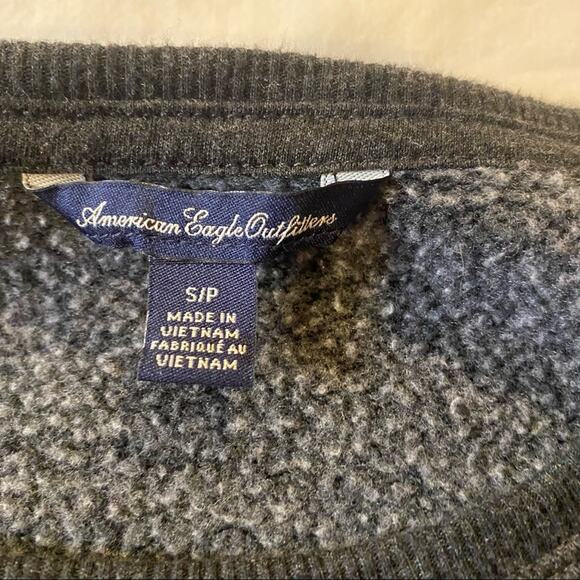 American Eagle Outfitters
S/P
MADE IN
VIETNAM
FABRIQUÉ AU
VIETNAM